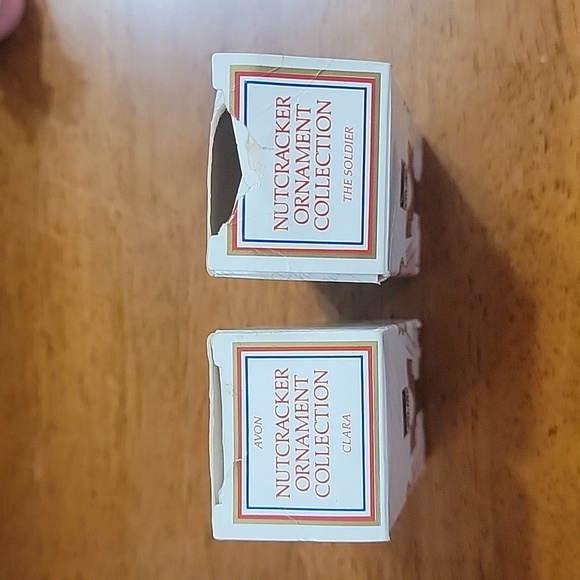 NUTCRACKER
ORNAMENT
COLLECTION
THE SOLDIER
AVON
NUTCRACKER
ORNAMENT
COLLECTION
CLARA